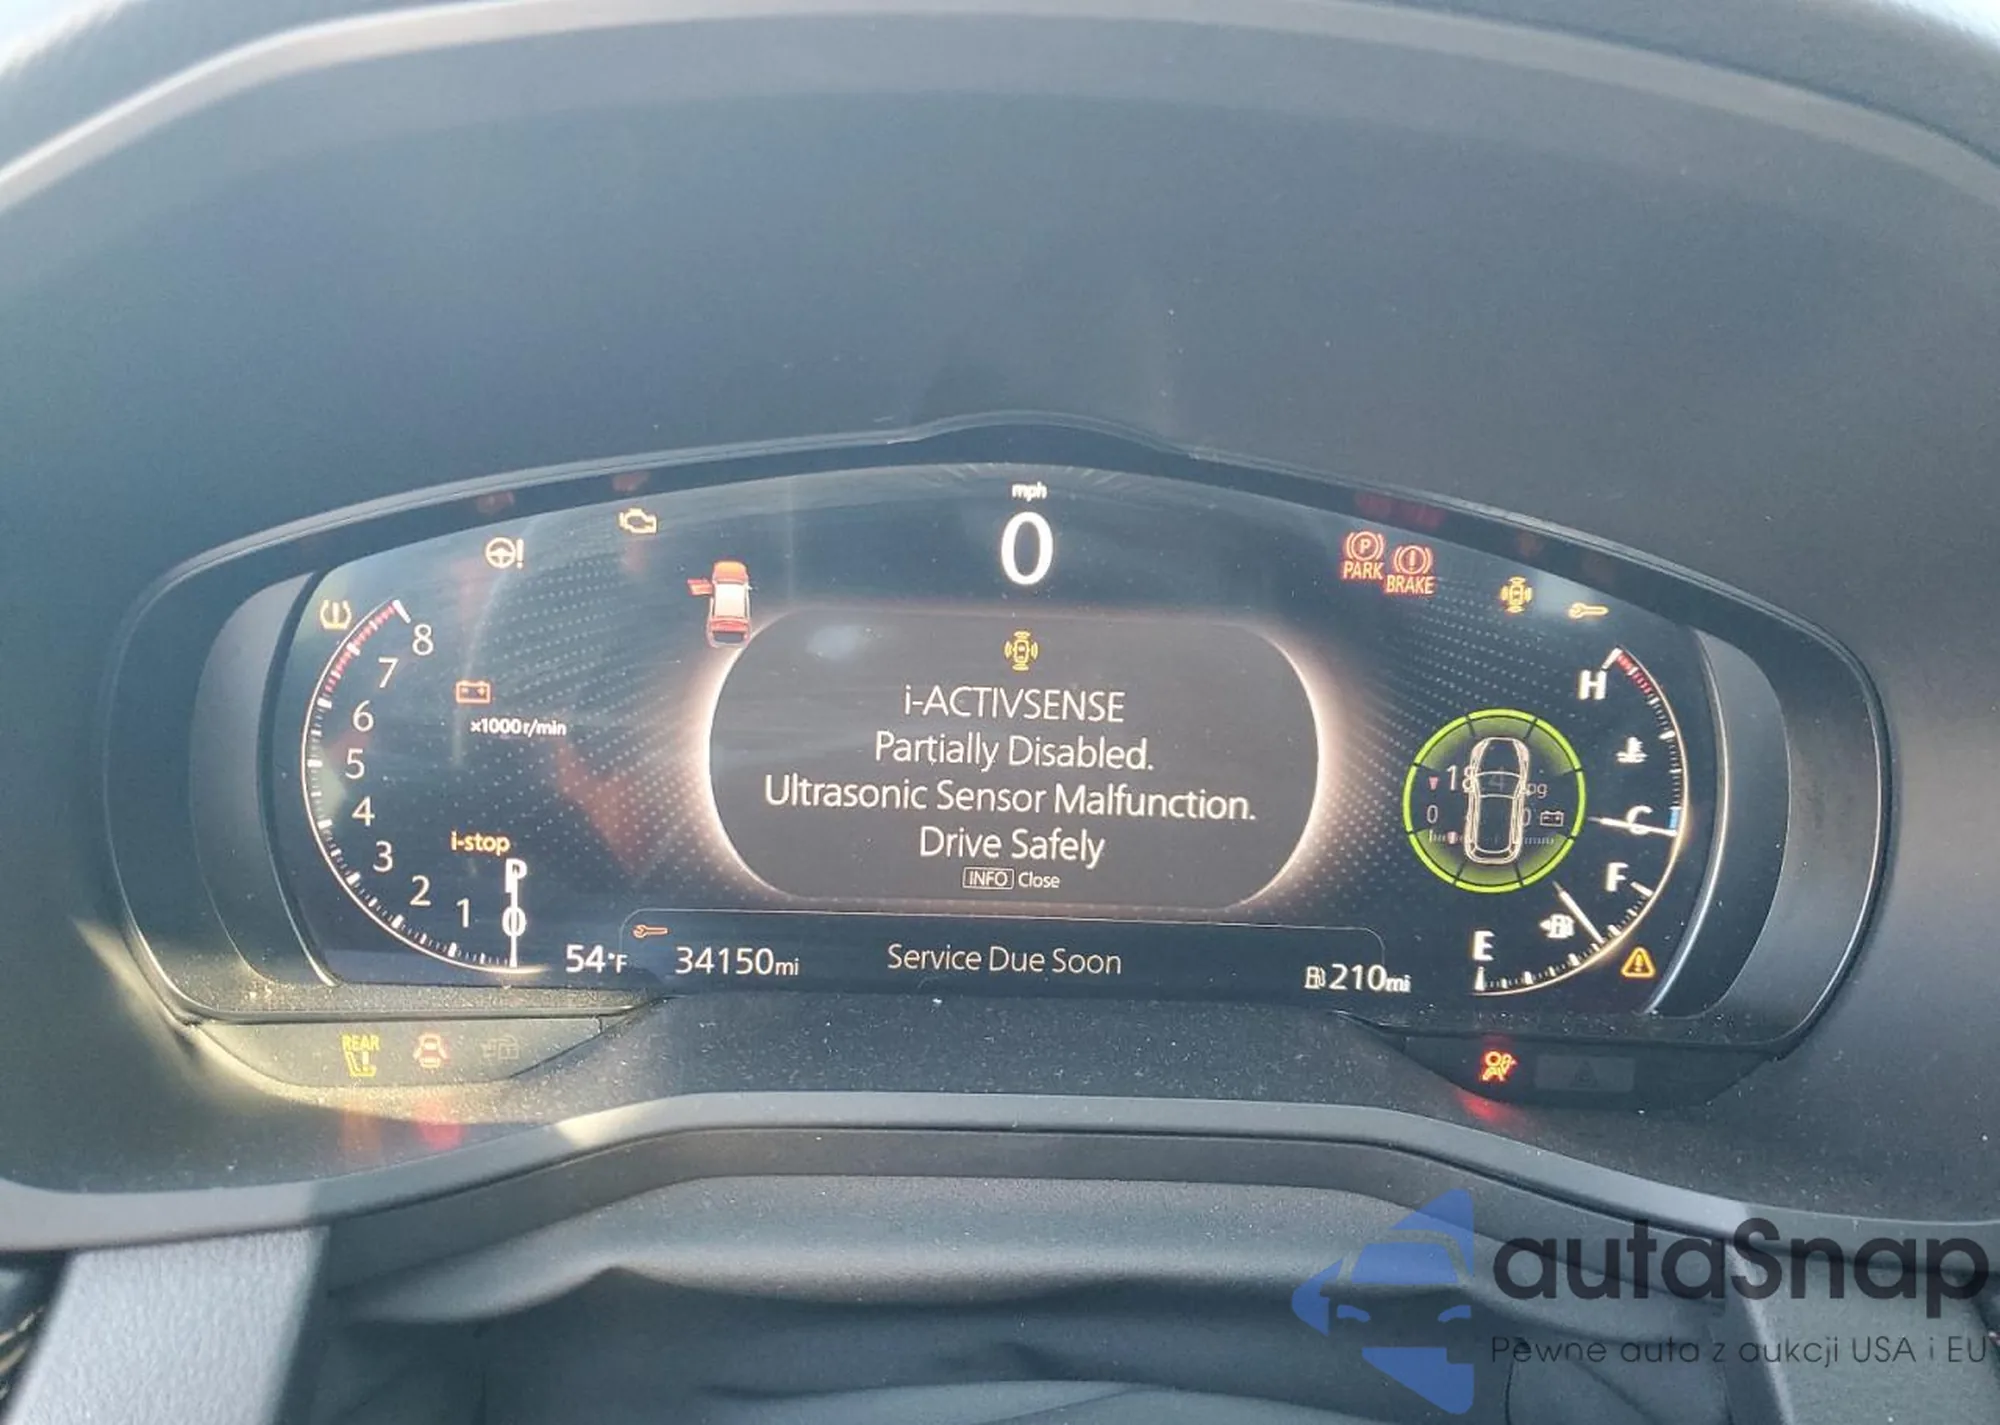 mph
0
PARK
BRAKE
8
7
6
5
4
3
2
1
0
x1000r/min
i-stop
P
i-ACTIVSENSE
Partially Disabled.
Ultrasonic Sensor Malfunction.
Drive Safely
INFO Close
H
C
F
E
0
54°F
34150mi
Service Due Soon
210mi
REAR
autaSnap
Pewne auta z aukcji USA i EU